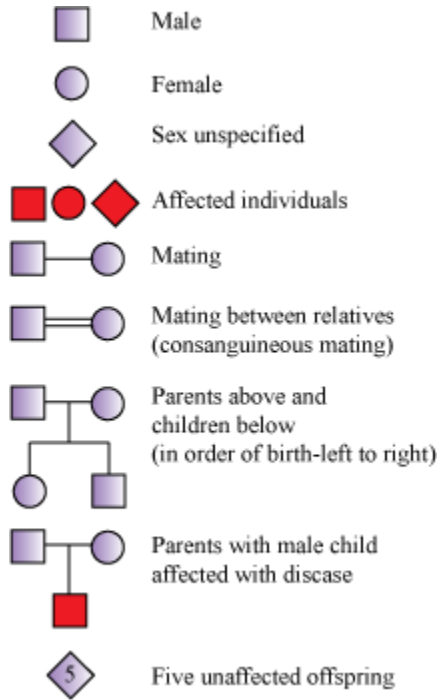 Male
Female
Sex unspecified
Affected individuals
Mating
Mating between relatives
(consanguineous mating)
Parents above and
children below
(in order of birth-left to right)
Parents with male child
affected with discase
5
Five unaffected offspring